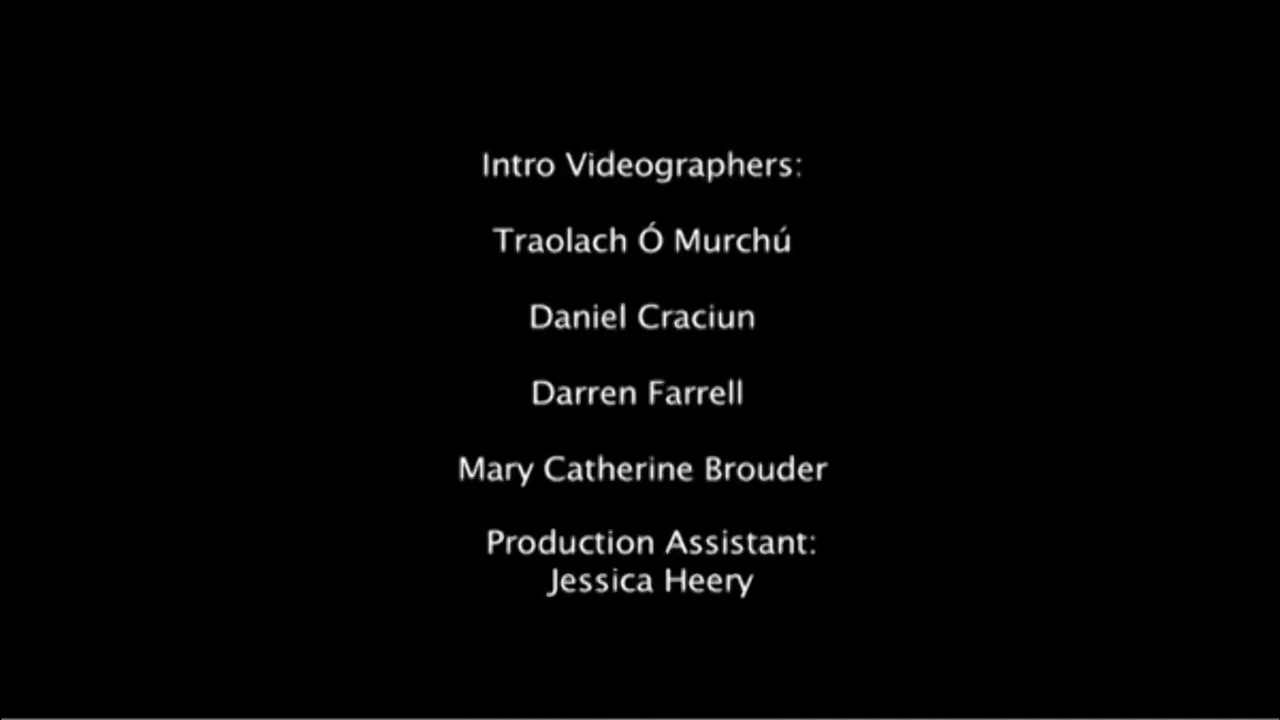 Intro Videographers:
Traolach Ó Murchú
Daniel Craciun
Darren Farrell
Mary Catherine Brouder
Production Assistant:
Jessica Heery